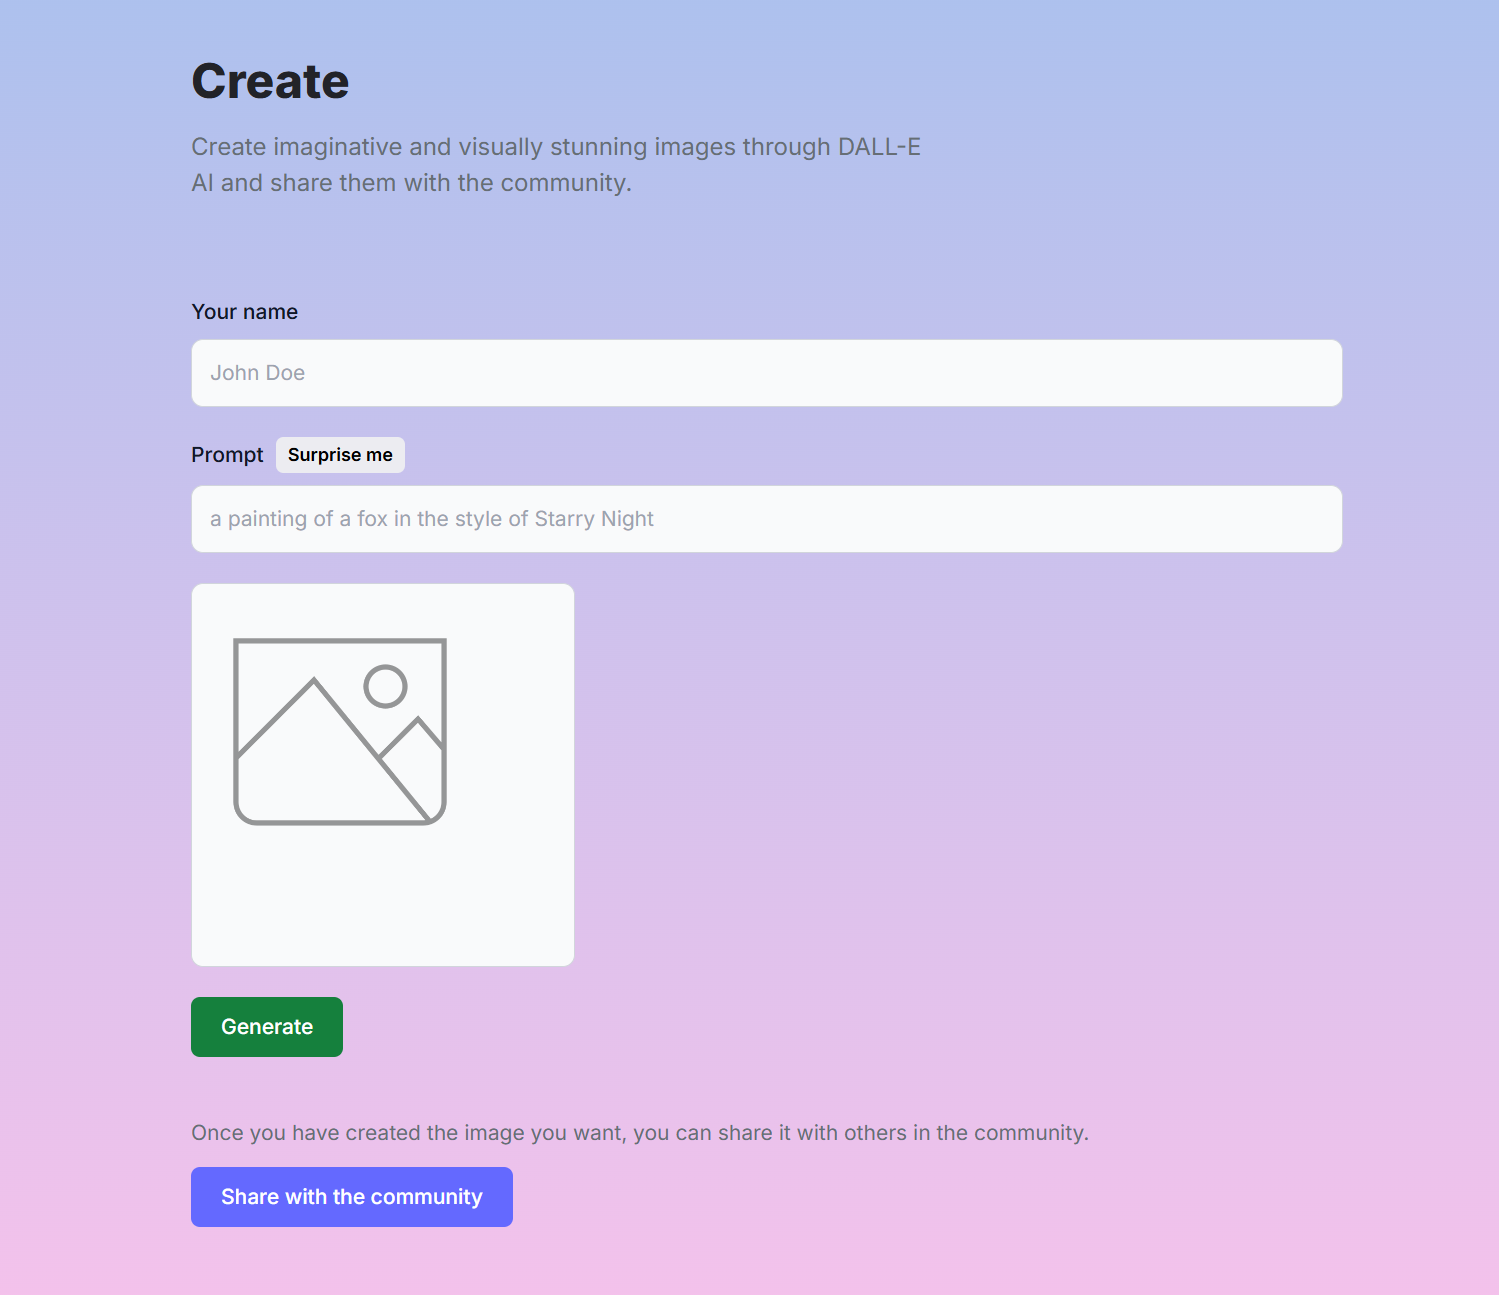 Create
Create imaginative and visually stunning images through DALL-E
AI and share them with the community.
Your name
John Doe
Prompt Surprise me
a painting of a fox in the style of Starry Night
Generate
Once you have created the image you want, you can share it with others in the community.
Share with the community